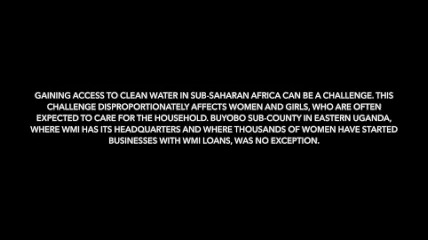 GAINING ACCESS TO CLEAN WATER IN SUB-SAHARAN AFRICA CAN BE A CHALLENGE. THIS
CHALLENGE DISPROPORTIONATELY AFFECTS WOMEN AND GIRLS, WHO ARE OFTEN
EXPECTED TO CARE FOR THE HOUSEHOLD. BUYOBO SUB-COUNTY IN EASTERN UGANDA,
WHERE WMI HAS ITS HEADQUARTERS AND WHERE THOUSANDS OF WOMEN HAVE STARTED
BUSINESSES WITH WMI LOANS, WAS NO EXCEPTION.